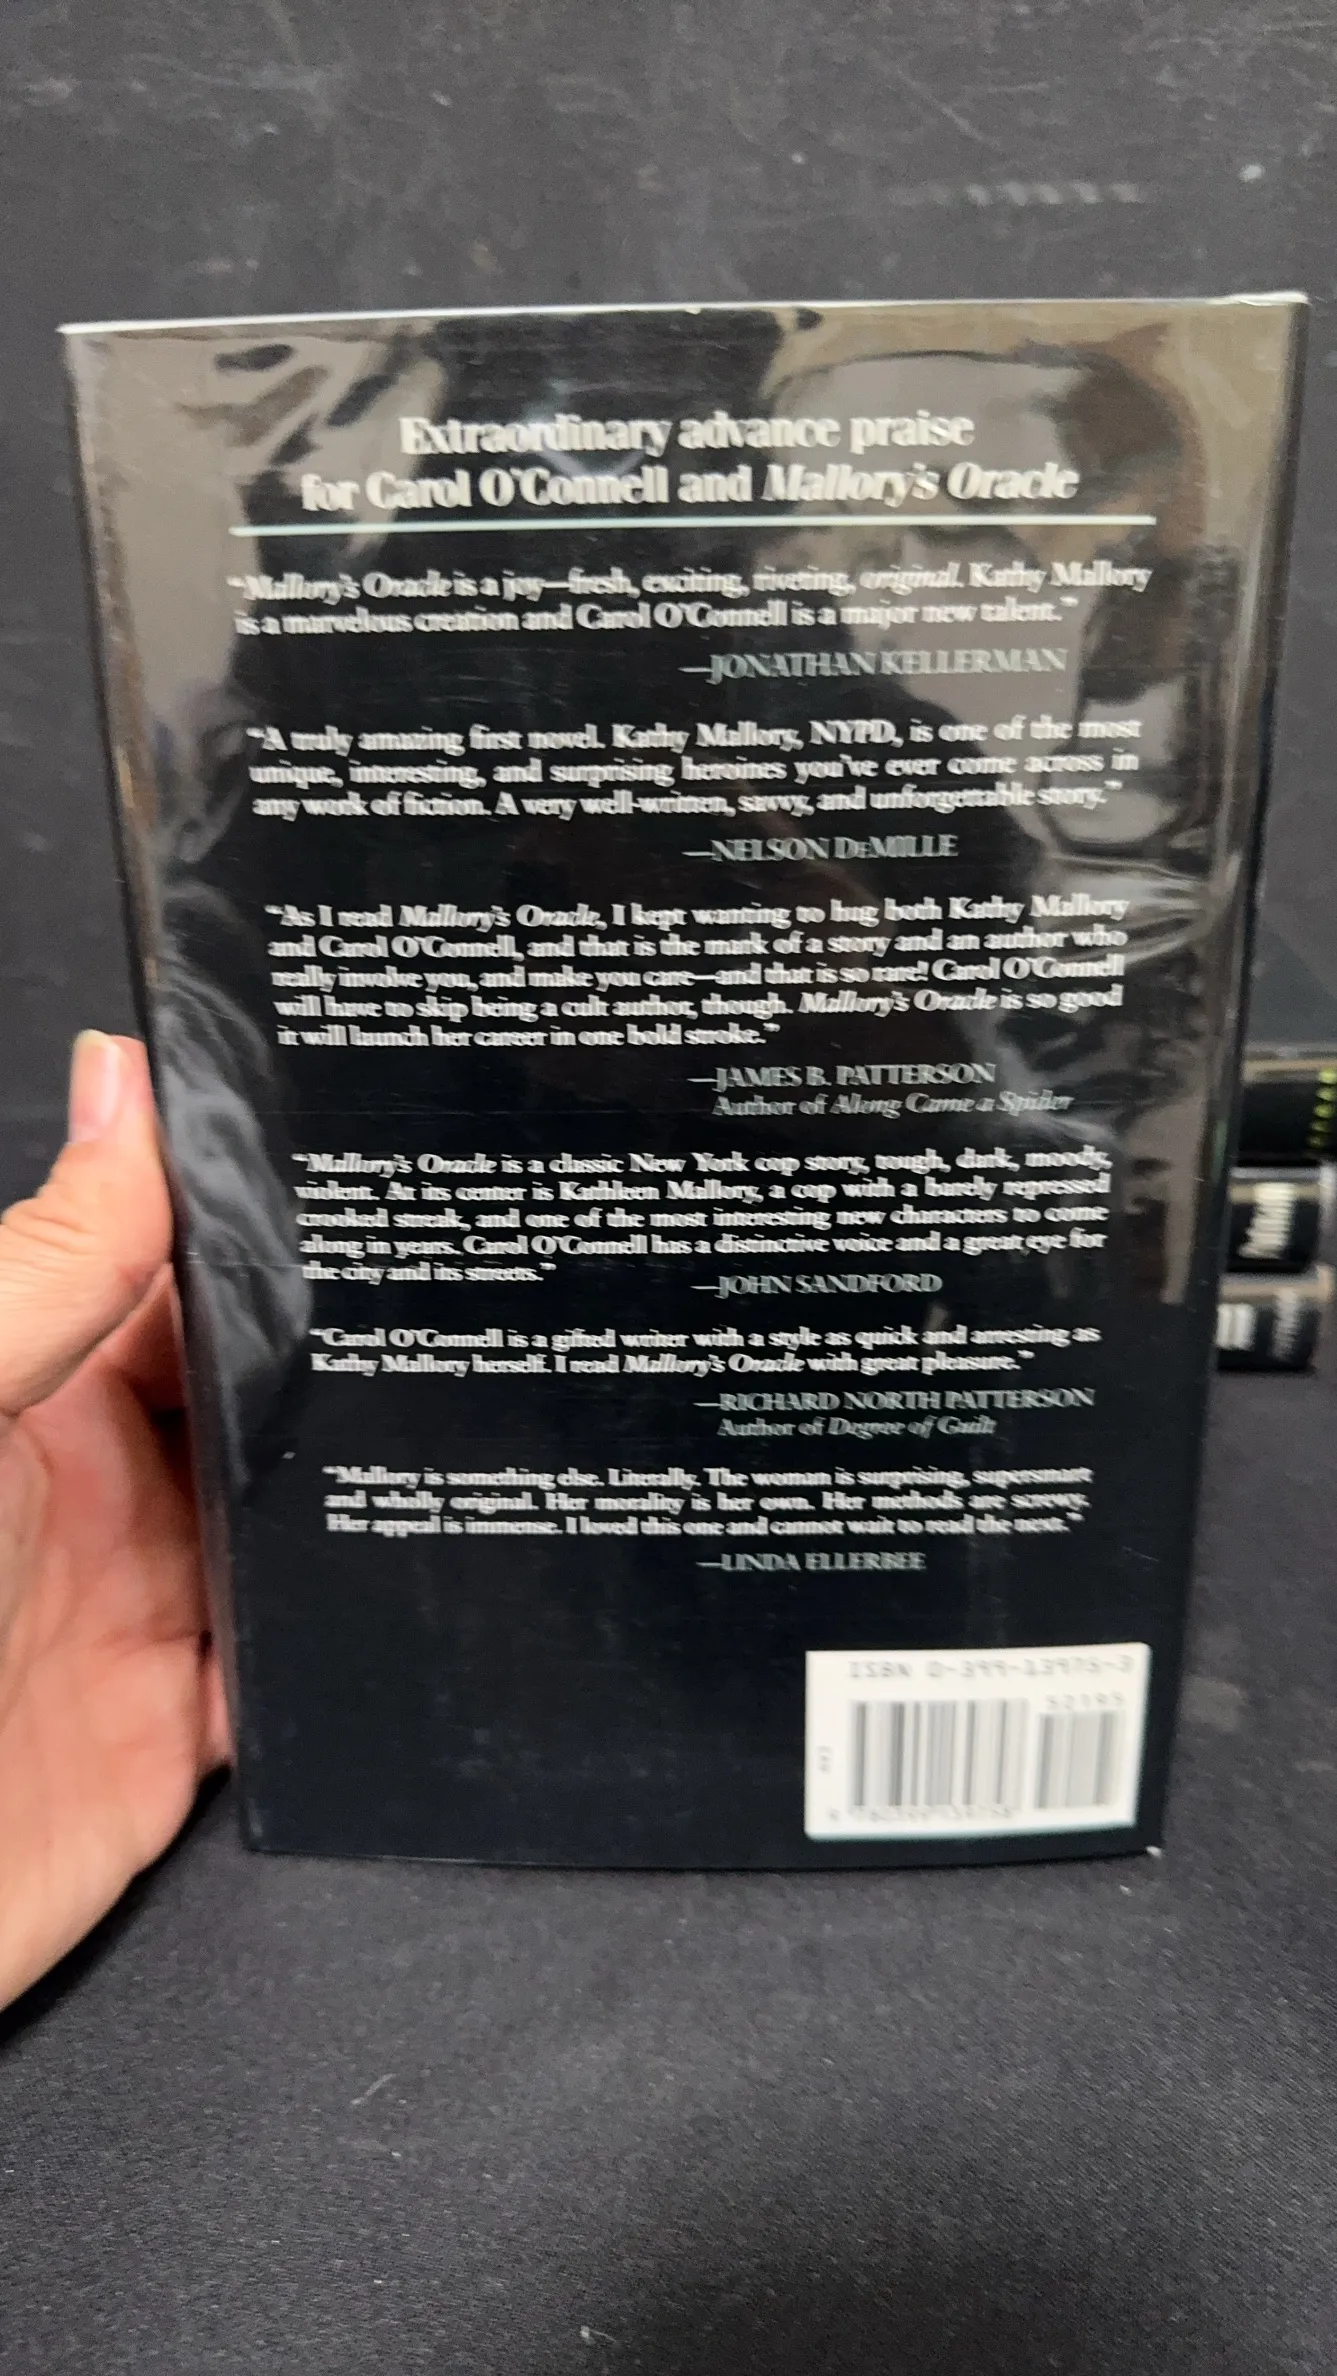 Extraordinary advance praise
for Carol O'Connell and Mallory's Oracle
"Mallory's Oracle is a joy—fresh, exciting, riveting, original. Kathy Mallory
is a marvelous creation and Carol O'Connell is a major new talent."
—JONATHAN KELLERMAN
"A truly amazing first novel. Kathy Mallory, NYPD, is one of the most
unique, interesting, and surprising heroines you've ever come across in
any work of fiction. A very well-written, savvy, and unforgettable story."
—NELSON DeMILLE
"As I read Mallory's Oracle, I kept wanting to hug both Kathy Mallory
and Carol O'Connell, and that is the mark of a story and an author who
really involve you, and make you care—and that is so rare! Carol O'Connell
will have to skip being a cult author, though. Mallory's Oracle is so good
it will launch her career in one bold stroke."
—JAMES B. PATTERSON
Author of Along Came a Spider
"Mallory's Oracle is a classic New York cop story, tough, dark, moody,
violent. At its center is Kathleen Mallory, a cop with a barely repressed
crooked streak, and one of the most interesting new characters to come
along in years. Carol O'Connell has a distinctive voice and a great eye for
the city and its streets."
—JOHN SANDFORD
"Carol O'Connell is a gifted writer with a style as quick and arresting as
Kathy Mallory herself. I read Mallory's Oracle with great pleasure."
—RICHARD NORTH PATTERSON
Author of Degree of Guilt
"Mallory is something else. Literally. The woman is surprising, supersmart
and wholly original. Her morality is her own. Her methods are screwy.
Her appeal is immense. I loved this one and cannot wait to read the next."
—LINDA ELLERBEE
ISBN 0-399-13975-3
50195